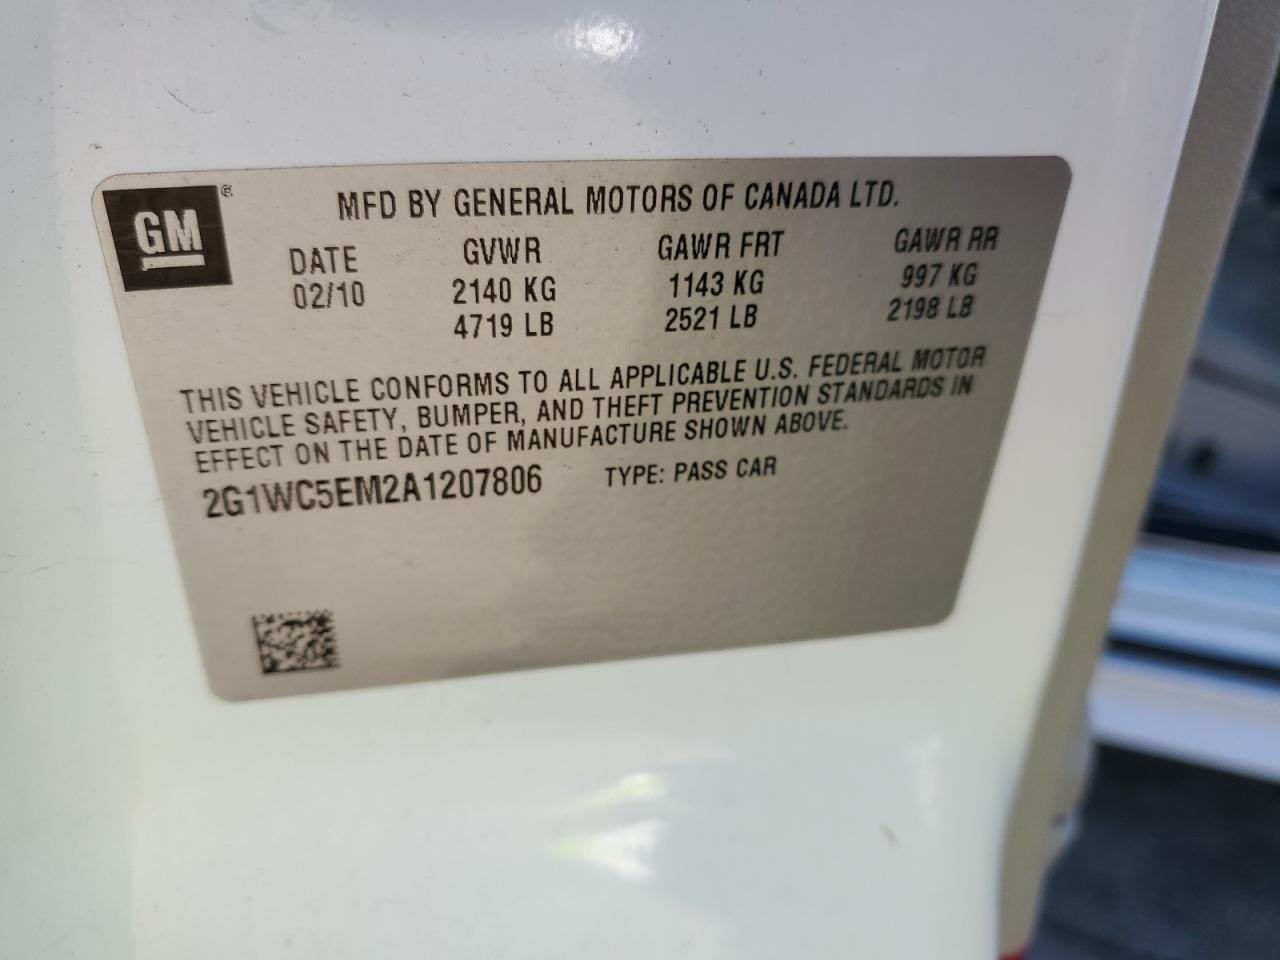 GM ®
MFD BY GENERAL MOTORS OF CANADA LTD.
DATE GVWR GAWR FRT GAWR RR
02/10 2140 KG 1143 KG 997 KG
4719 LB 2521 LB 2198 LB
THIS VEHICLE CONFORMS TO ALL APPLICABLE U.S. FEDERAL MOTOR
VEHICLE SAFETY, BUMPER, AND THEFT PREVENTION STANDARDS IN
EFFECT ON THE DATE OF MANUFACTURE SHOWN ABOVE.
2G1WC5EM2A1207806 TYPE: PASS CAR